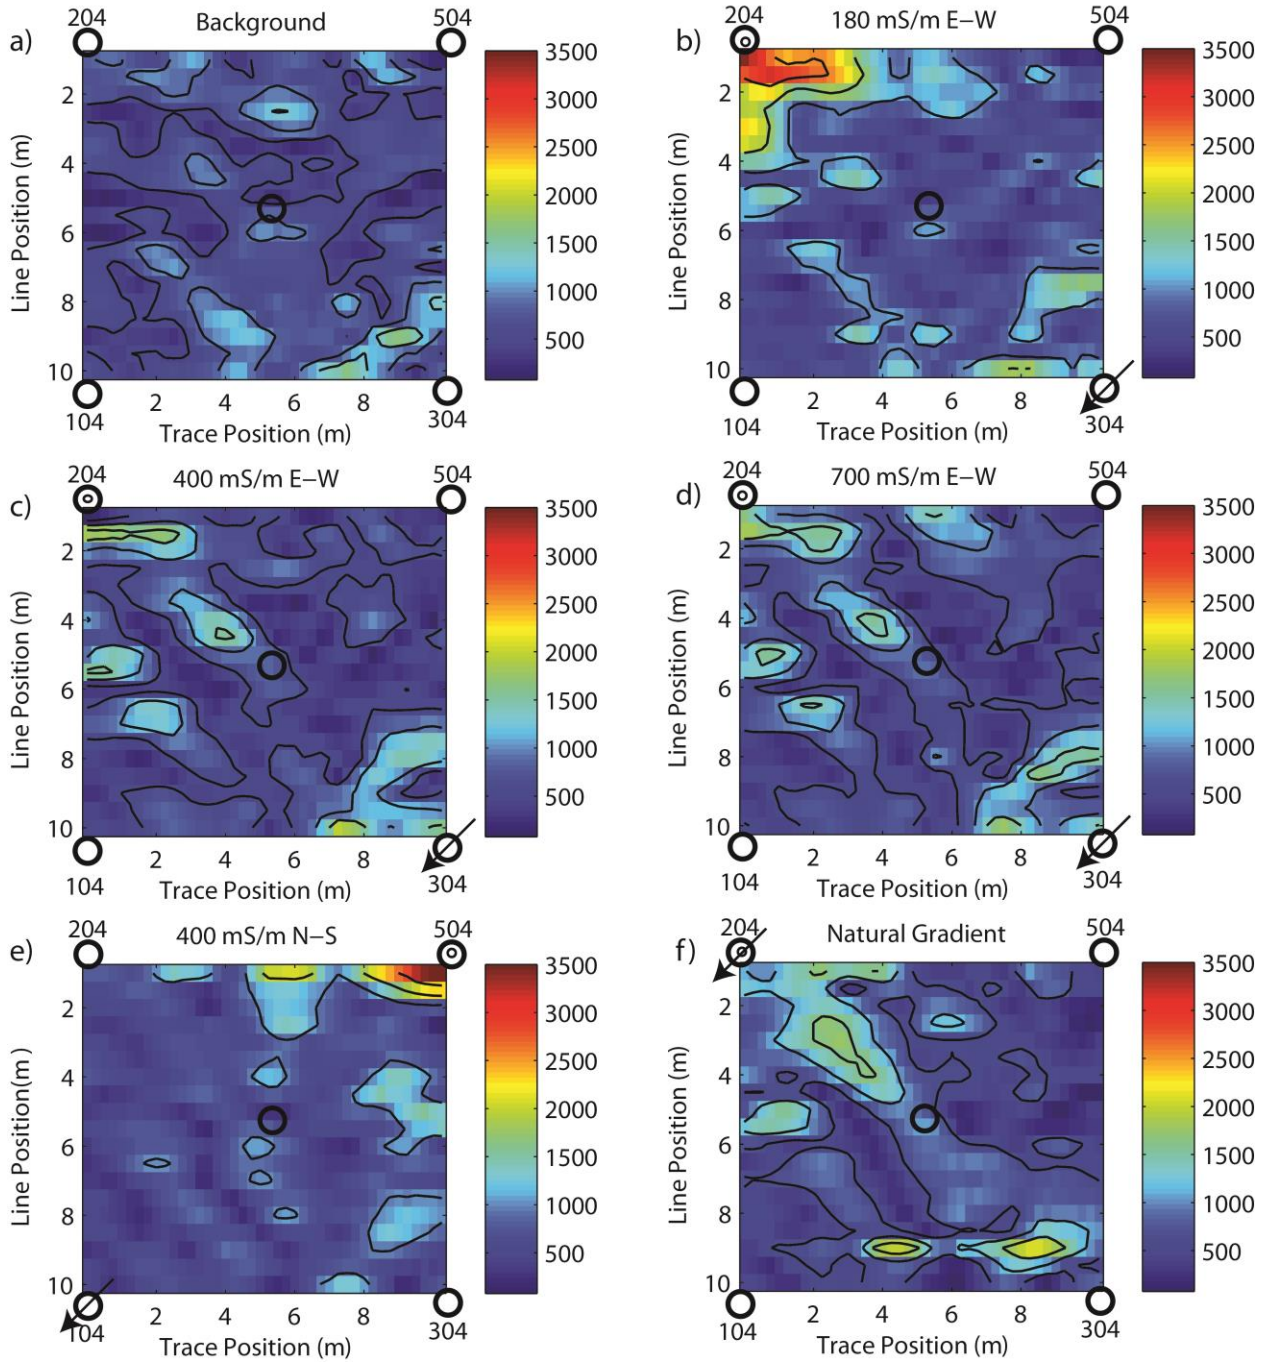 204 504 204 504
a) Background b) 180 mS/m E−W
3500 3500
3000 3000
2500 2500
2000 2000
1500 1500
1000 1000
500 500
2 4 6 8 10 2 4 6 8 10
Line Position (m) Line Position (m)
2 4 6 8 2 4 6 8
104 304 104 304
Trace Position (m) Trace Position (m)
204 504 204 504
c) 400 mS/m E−W d) 700 mS/m E−W
3500 3500
3000 3000
2500 2500
2000 2000
1500 1500
1000 1000
500 500
2 4 6 8 10 2 4 6 8 10
Line Position (m) Line Position (m)
2 4 6 8 2 4 6 8
104 304 104 304
Trace Position (m) Trace Position (m)
204 504 204 504
e) 400 mS/m N−S f) Natural Gradient
3500 3500
3000 3000
2500 2500
2000 2000
1500 1500
1000 1000
500 500
2 4 6 8 10 2 4 6 8 10
Line Position(m ) Line Position (m)
2 4 6 8 2 4 6 8
104 504 104 304
Trace Position (m) Trace Position (m)